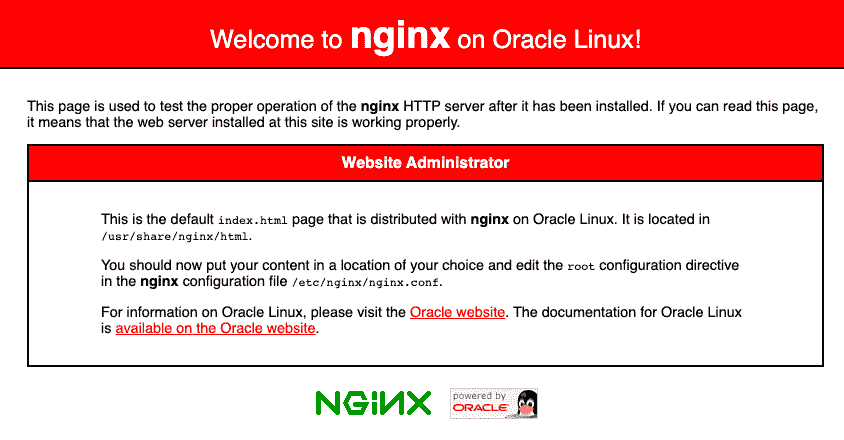 Welcome to nginx on Oracle Linux!
This page is used to test the proper operation of the nginx HTTP server after it has been installed. If you can read this page,
it means that the web server installed at this site is working properly.
Website Administrator
This is the default index.html page that is distributed with nginx on Oracle Linux. It is located in
/usr/share/nginx/html.
You should now put your content in a location of your choice and edit the root configuration directive
in the nginx configuration file /etc/nginx/nginx.conf.
For information on Oracle Linux, please visit the Oracle website. The documentation for Oracle Linux
is available on the Oracle website.
NGINX
powered by
ORACLE